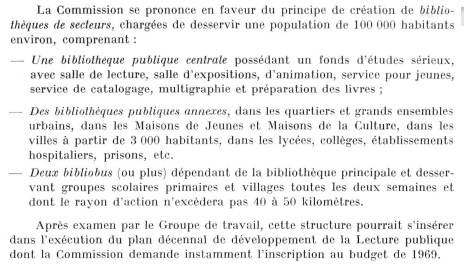 La Commission se prononce en faveur du principe de création de biblio-
thèques de secteurs, chargées de desservir une population de 100 000 habitants
environ, comprenant :
— Une bibliothèque publique centrale possédant un fonds d'études sérieux,
avec salle de lecture, salle d'expositions, d'animation, service pour jeunes,
service de catalogage, multigraphie et préparation des livres ;
— Des bibliothèques publiques annexes, dans les quartiers et grands ensembles
urbains, dans les Maisons de Jeunes et Maisons de la Culture, dans les
villes à partir de 3 000 habitants, dans les lycées, collèges, établissements
hospitaliers, prisons, etc.
— Deux bibliobus (ou plus) dépendant de la bibliothèque principale et desser-
vant groupes scolaires primaires et villages toutes les deux semaines et
dont le rayon d'action n'excédera pas 40 à 50 kilomètres.
Après examen par le Groupe de travail, cette structure pourrait s'insérer
dans l'exécution du plan décennal de développement de la Lecture publique
dont la Commission demande instamment l'inscription au budget de 1969.